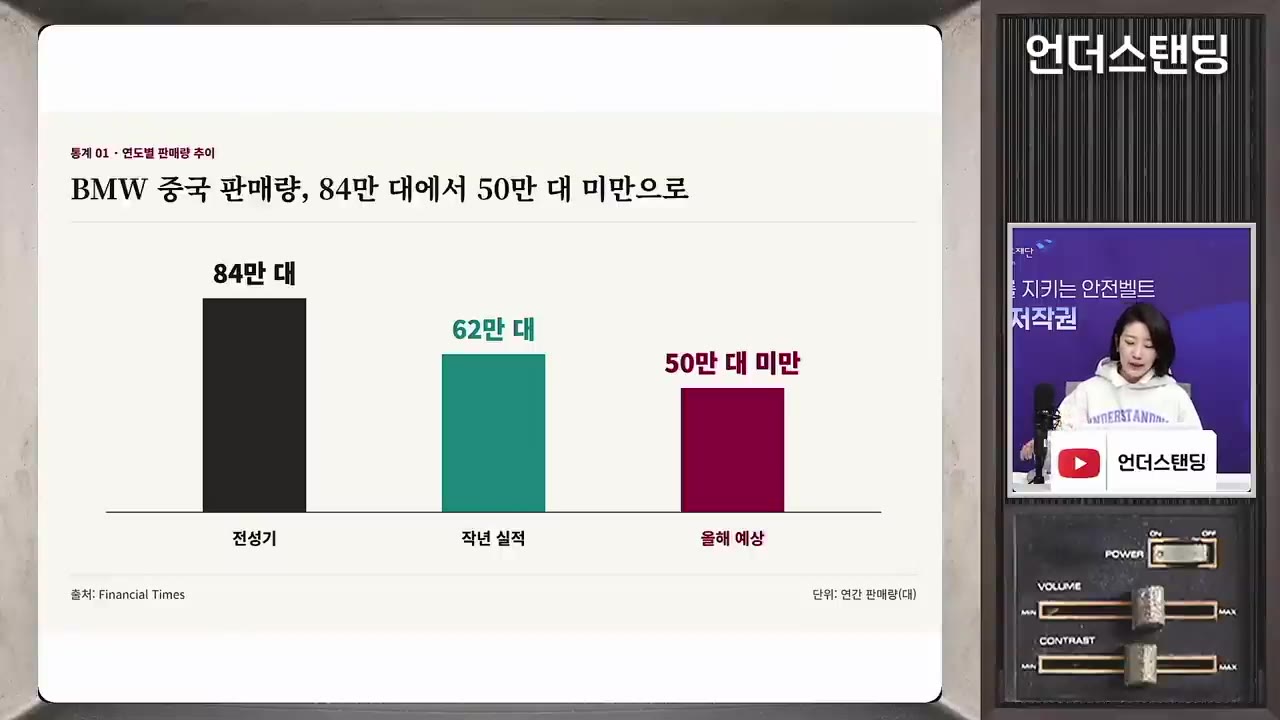 통계 01 · 연도별 판매량 추이
BMW 중국 판매량, 84만 대에서 50만 대 미만으로
84만 대
62만 대
50만 대 미만
전성기
작년 실적
올해 예상
출처: Financial Times
단위: 연간 판매량(대)
언더스탠딩
재단
지키는 안전벨트
저작권
언더스탠딩
ON
OFF
POWER
VOLUME
MIN
MAX
CONTRAST
MIN
MAX